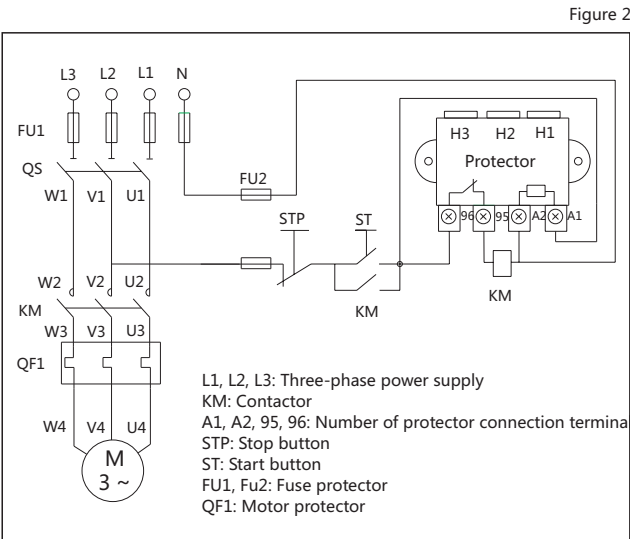 Figure 2
L3 L2 L1 N
FU1
H3 H2 H1
Protector
QS
FU2
W1 V1 U1
STP ST
96 95 A2 A1
W2 V2 U2
KM
KM
KM
W3 V3 U3
QF1
L1, L2, L3: Three-phase power supply
KM: Contactor
A1, A2, 95, 96: Number of protector connection termina
STP: Stop button
ST: Start button
FU1, Fu2: Fuse protector
QF1: Motor protector
W4 V4 U4
M
3 ~